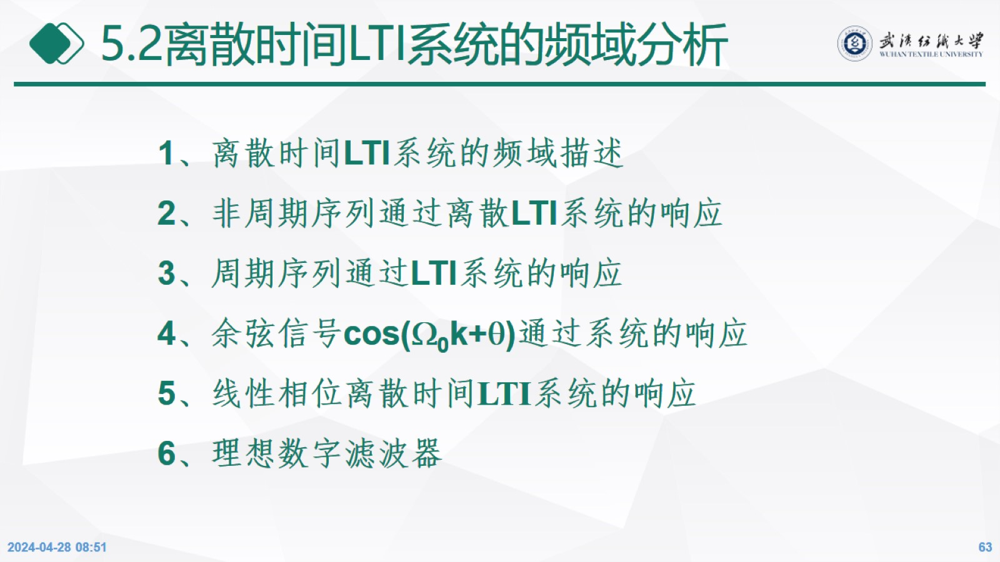 5.2离散时间LTI系统的频域分析
武汉纺织大学
WUHAN TEXTILE UNIVERSITY
1、离散时间LTI系统的频域描述
2、非周期序列通过离散LTI系统的响应
3、周期序列通过LTI系统的响应
4、余弦信号cos(Ω₀k+θ)通过系统的响应
5、线性相位离散时间LTI系统的响应
6、理想数字滤波器
2024-04-28 08:51
63